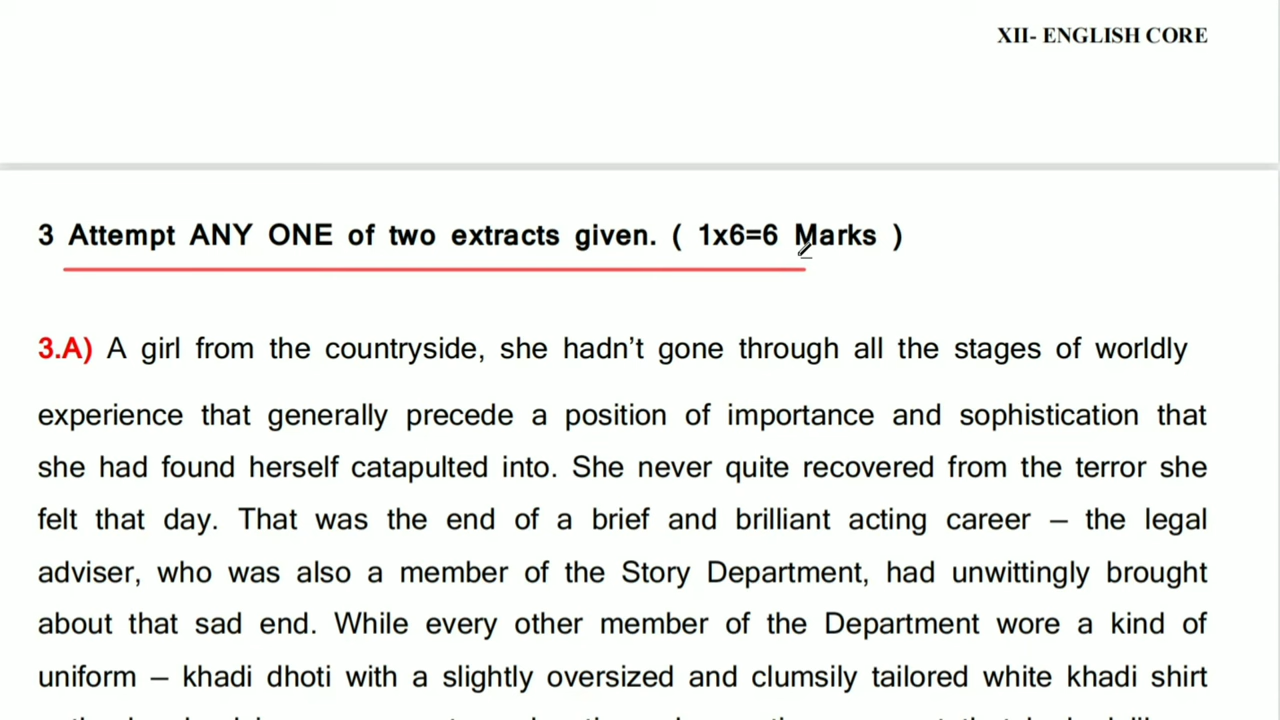 XII- ENGLISH CORE
3 Attempt ANY ONE of two extracts given. ( 1x6=6 Marks )
3.A) A girl from the countryside, she hadn’t gone through all the stages of worldly
experience that generally precede a position of importance and sophistication that
she had found herself catapulted into. She never quite recovered from the terror she
felt that day. That was the end of a brief and brilliant acting career – the legal
adviser, who was also a member of the Story Department, had unwittingly brought
about that sad end. While every other member of the Department wore a kind of
uniform – khadi dhoti with a slightly oversized and clumsily tailored white khadi shirt